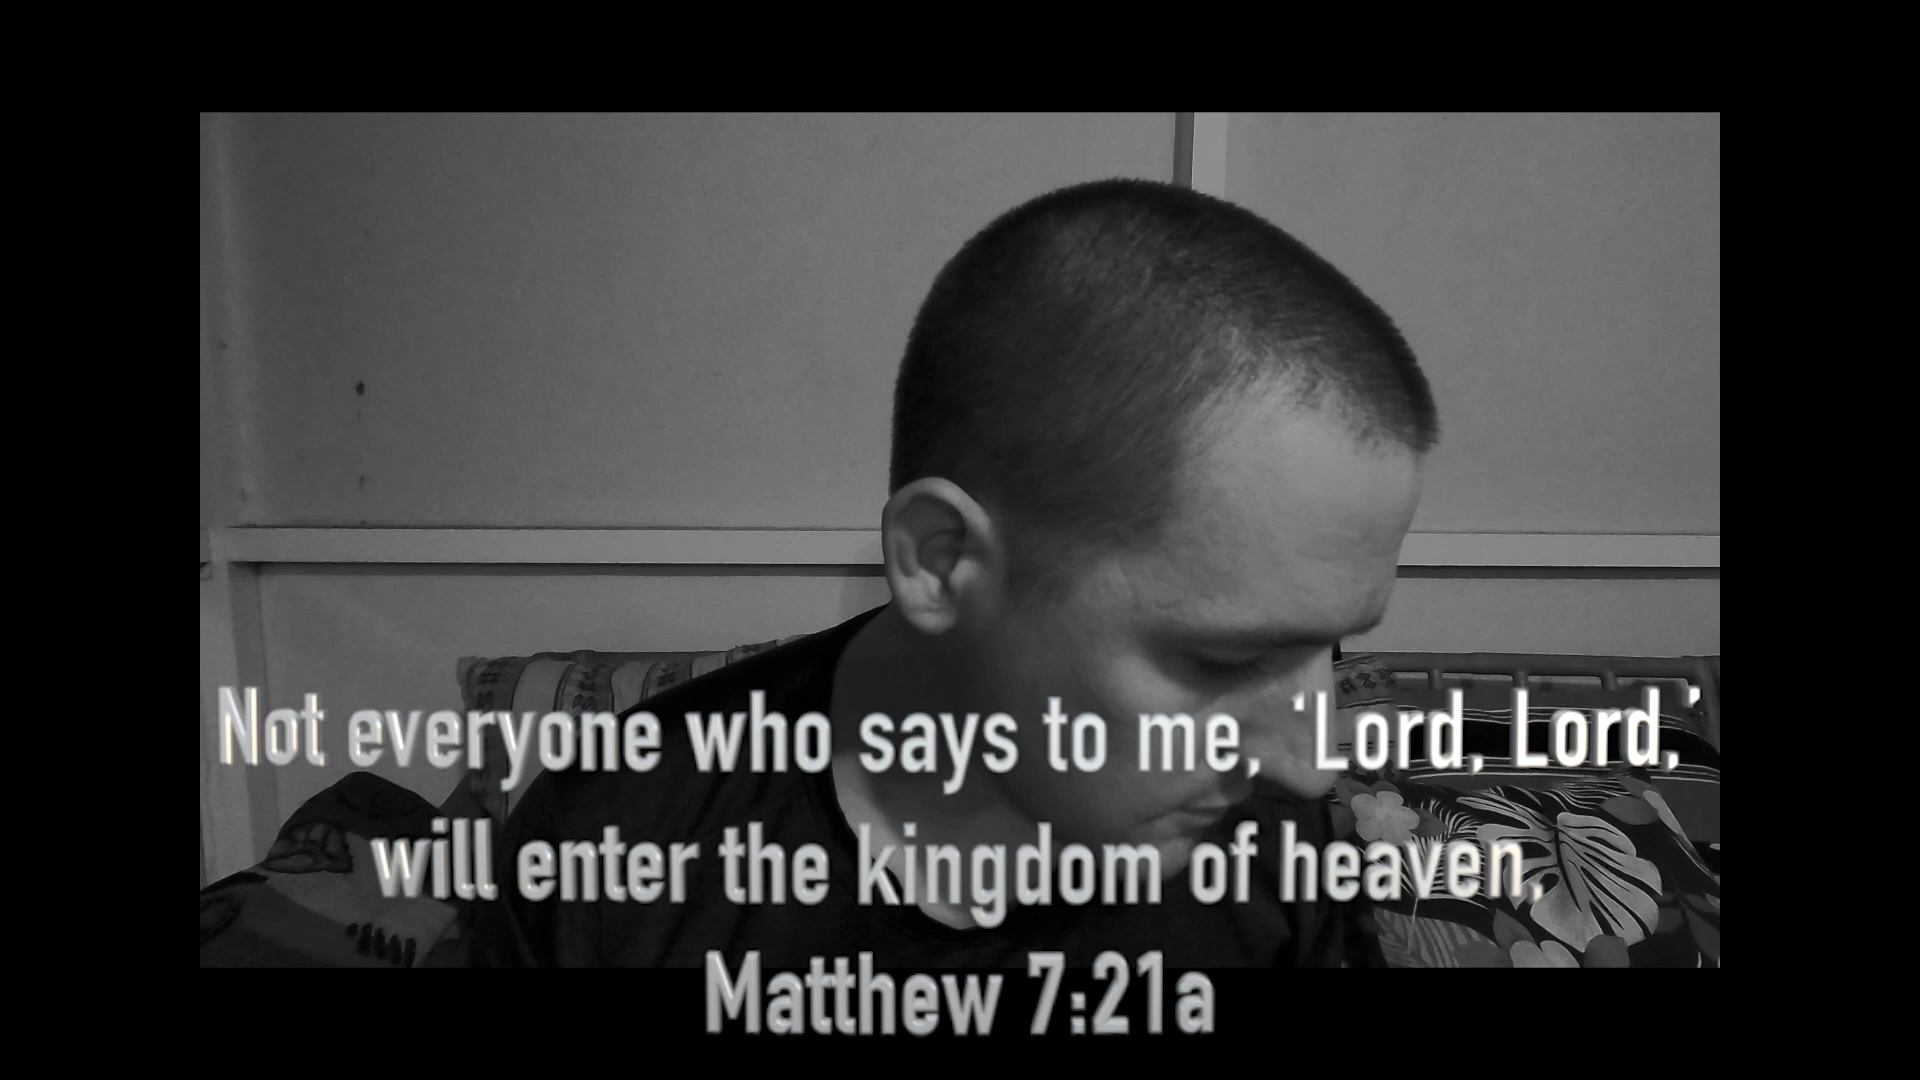 Not everyone who says to me, ‘Lord, Lord,’
will enter the kingdom of heaven,
Matthew 7:21a